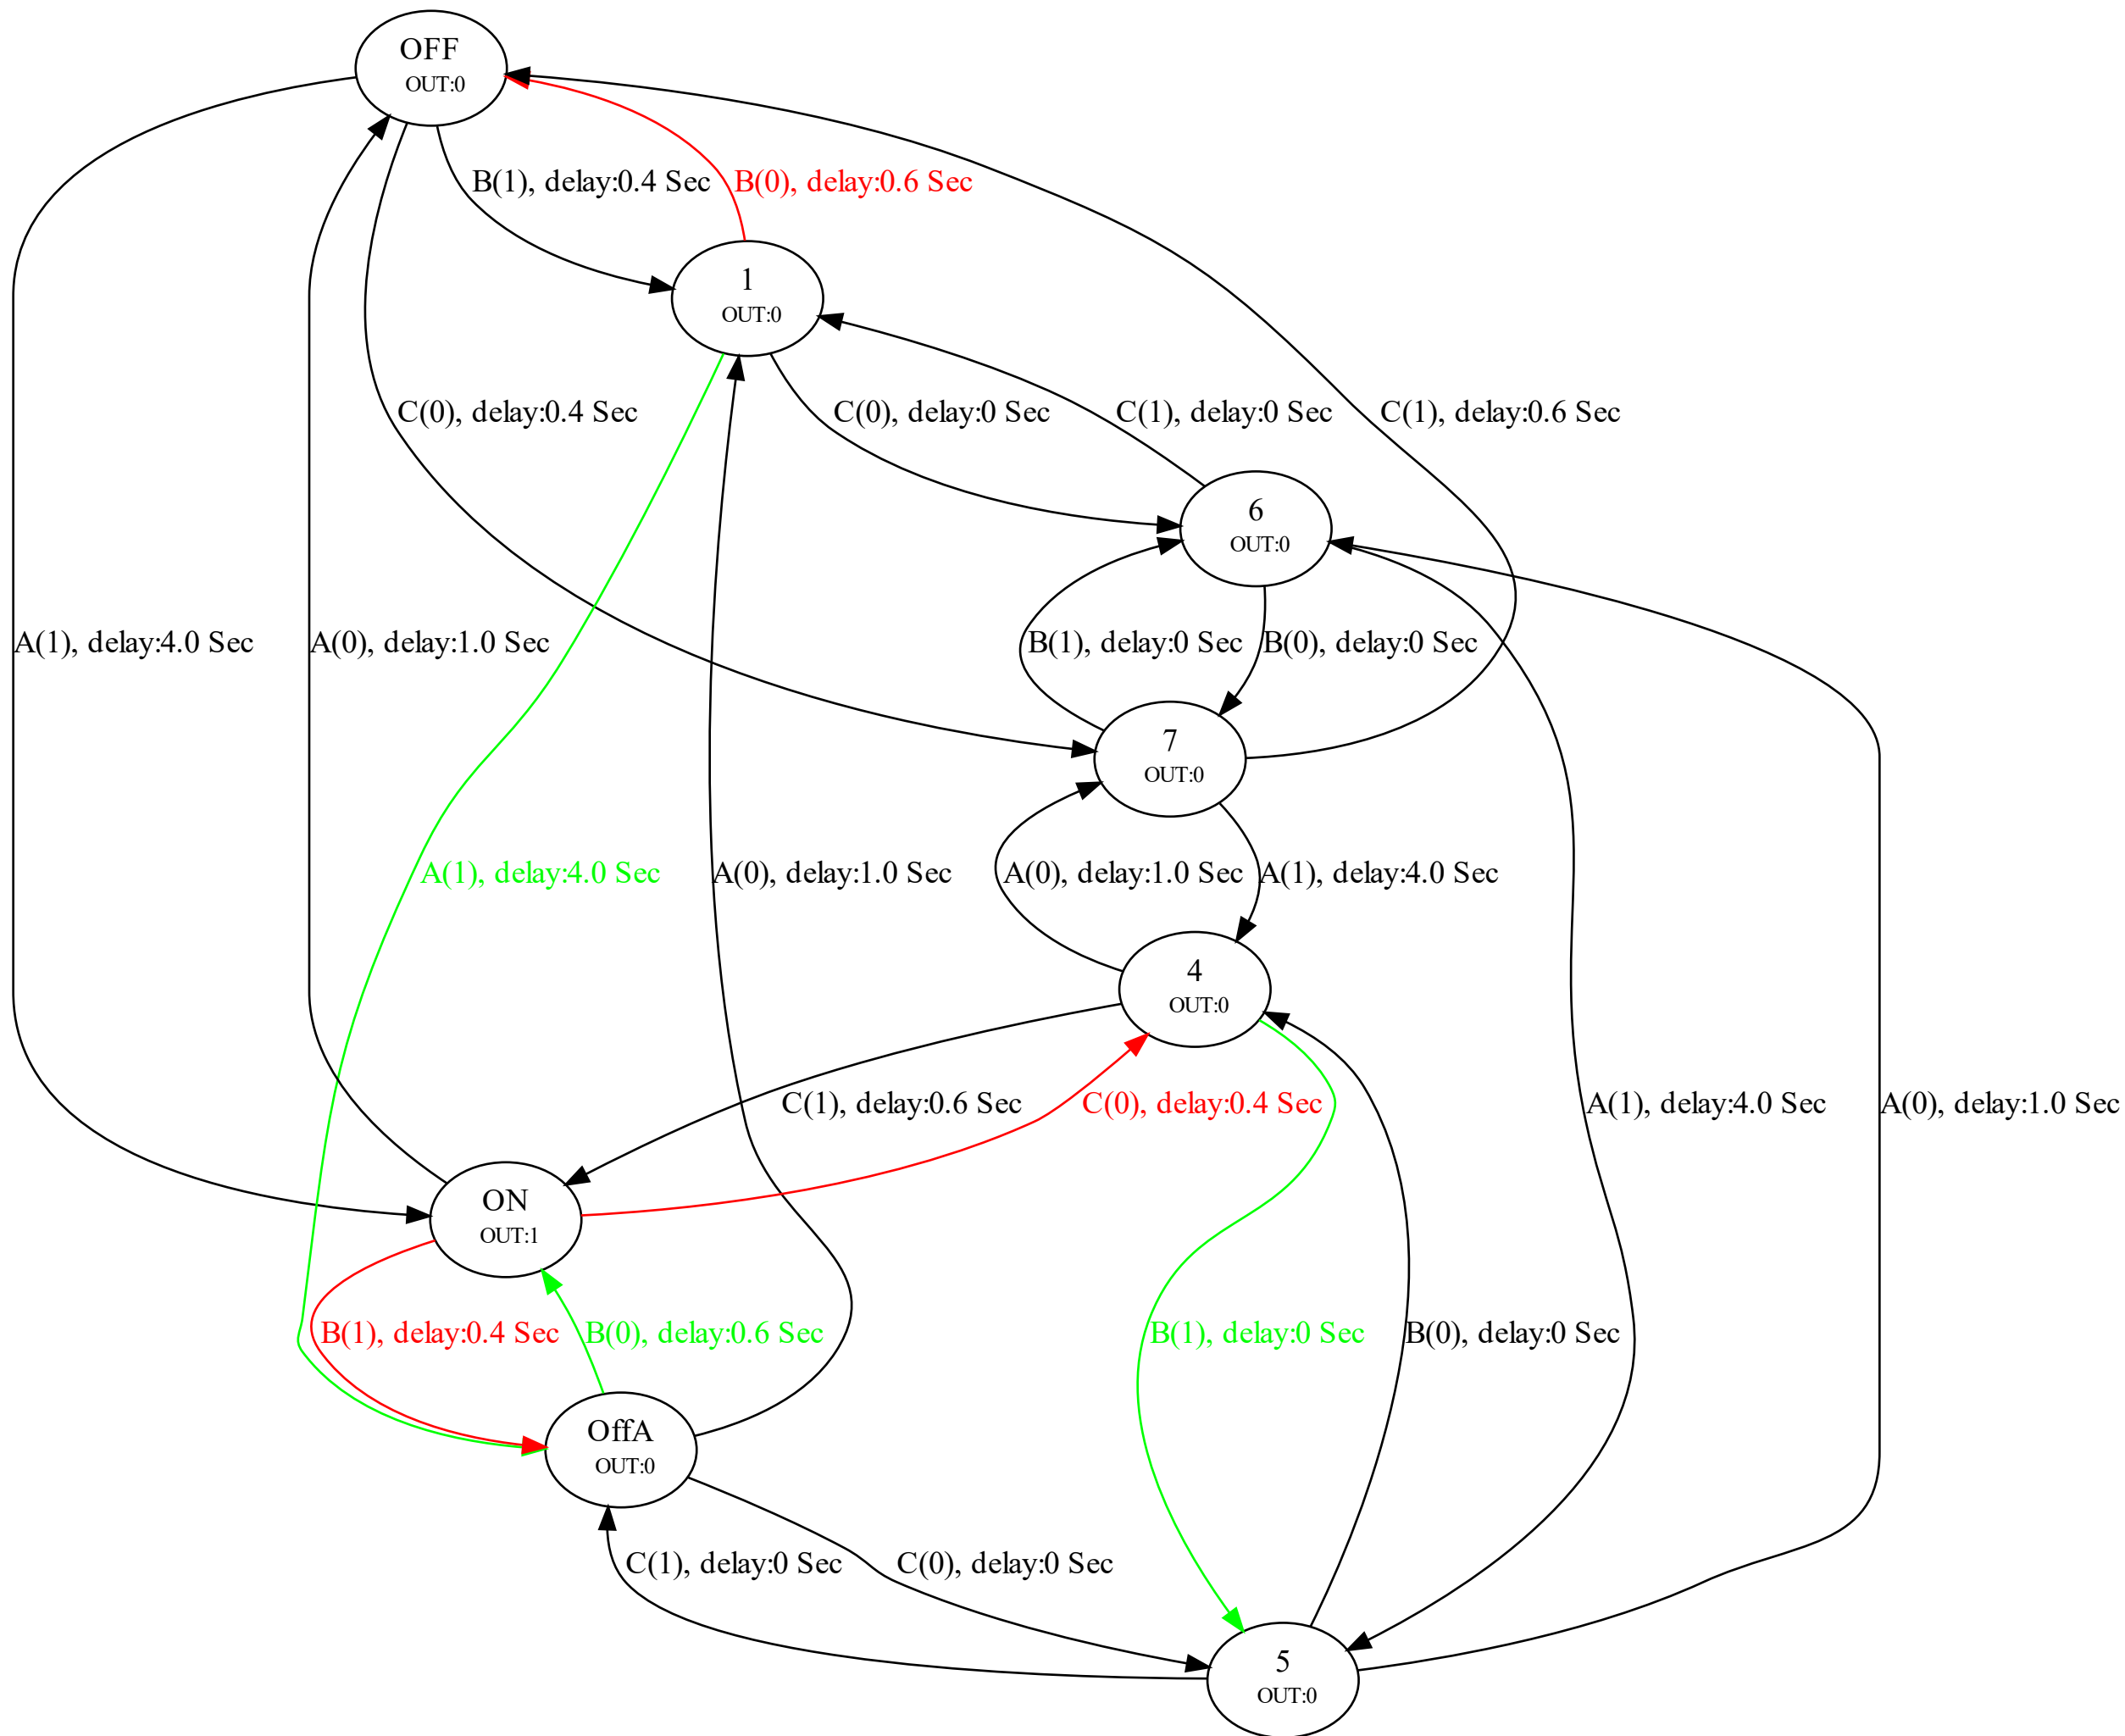 OFF
OUT:0
B(1), delay:0.4 Sec
B(0), delay:0.6 Sec
1
OUT:0
C(0), delay:0.4 Sec
C(0), delay:0 Sec
C(1), delay:0 Sec
C(1), delay:0.6 Sec
6
OUT:0
A(1), delay:4.0 Sec
A(0), delay:1.0 Sec
B(1), delay:0 Sec
B(0), delay:0 Sec
7
OUT:0
A(1), delay:4.0 Sec
A(0), delay:1.0 Sec
A(0), delay:1.0 Sec
A(1), delay:4.0 Sec
4
OUT:0
C(1), delay:0.6 Sec
C(0), delay:0.4 Sec
A(1), delay:4.0 Sec
A(0), delay:1.0 Sec
ON
OUT:1
B(1), delay:0.4 Sec
B(0), delay:0.6 Sec
B(1), delay:0 Sec
B(0), delay:0 Sec
OffA
OUT:0
C(1), delay:0 Sec
C(0), delay:0 Sec
5
OUT:0